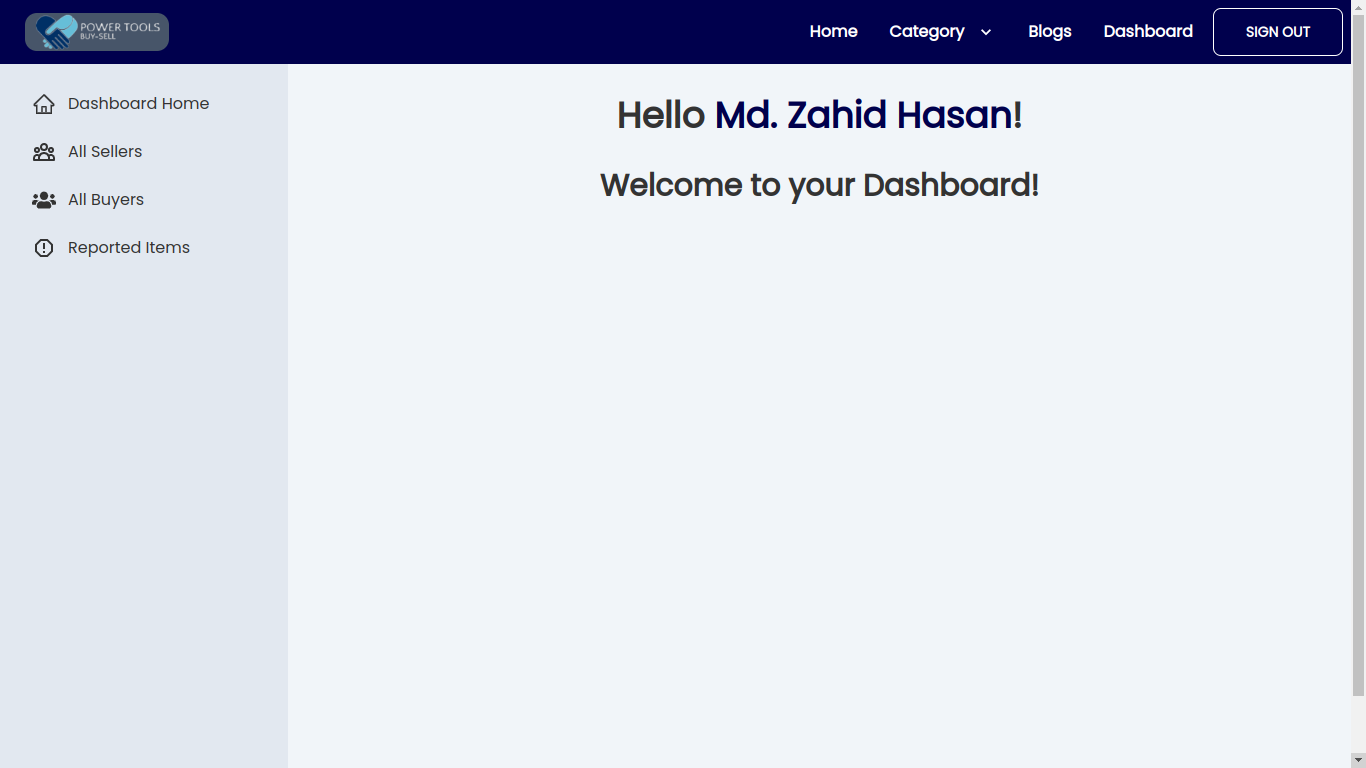 POWER TOOLS
BUY-SELL
Home Category Blogs Dashboard SIGN OUT
Dashboard Home
All Sellers
All Buyers
Reported Items
Hello Md. Zahid Hasan!
Welcome to your Dashboard!